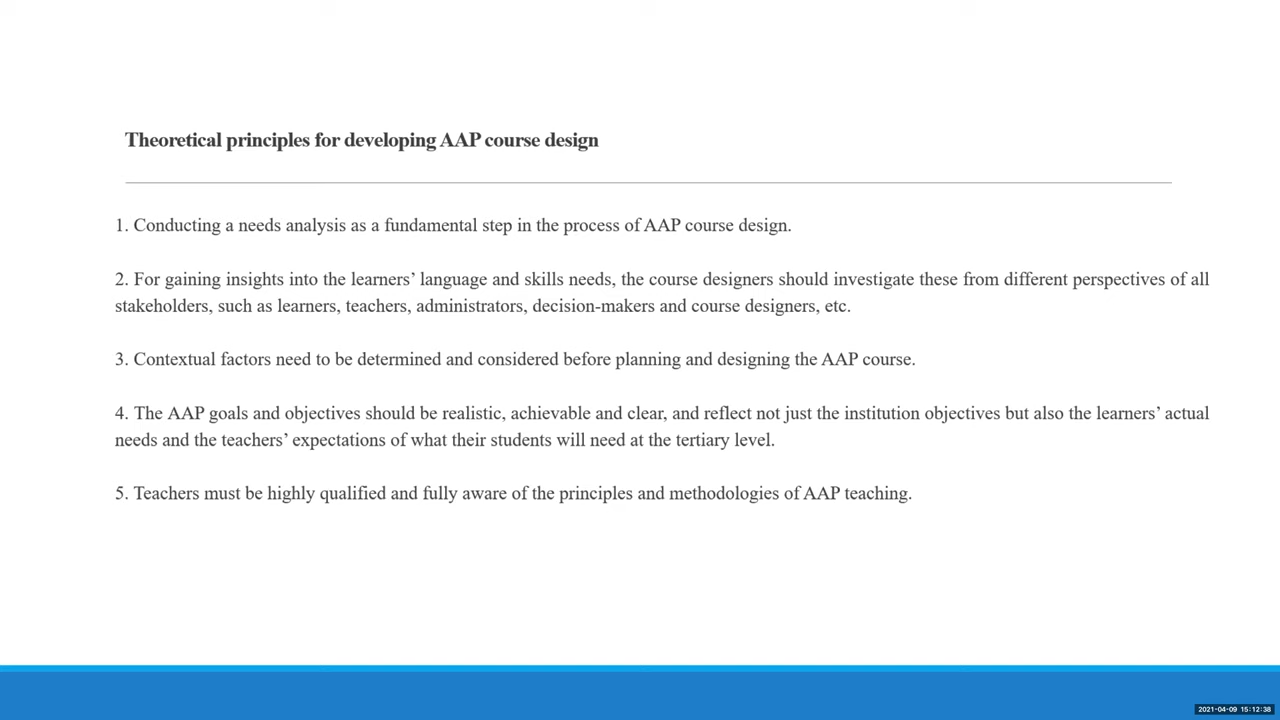 Theoretical principles for developing AAP course design
1. Conducting a needs analysis as a fundamental step in the process of AAP course design.
2. For gaining insights into the learners’ language and skills needs, the course designers should investigate these from different perspectives of all
stakeholders, such as learners, teachers, administrators, decision-makers and course designers, etc.
3. Contextual factors need to be determined and considered before planning and designing the AAP course.
4. The AAP goals and objectives should be realistic, achievable and clear, and reflect not just the institution objectives but also the learners’ actual
needs and the teachers’ expectations of what their students will need at the tertiary level.
5. Teachers must be highly qualified and fully aware of the principles and methodologies of AAP teaching.
2021-04-09 15:12:38